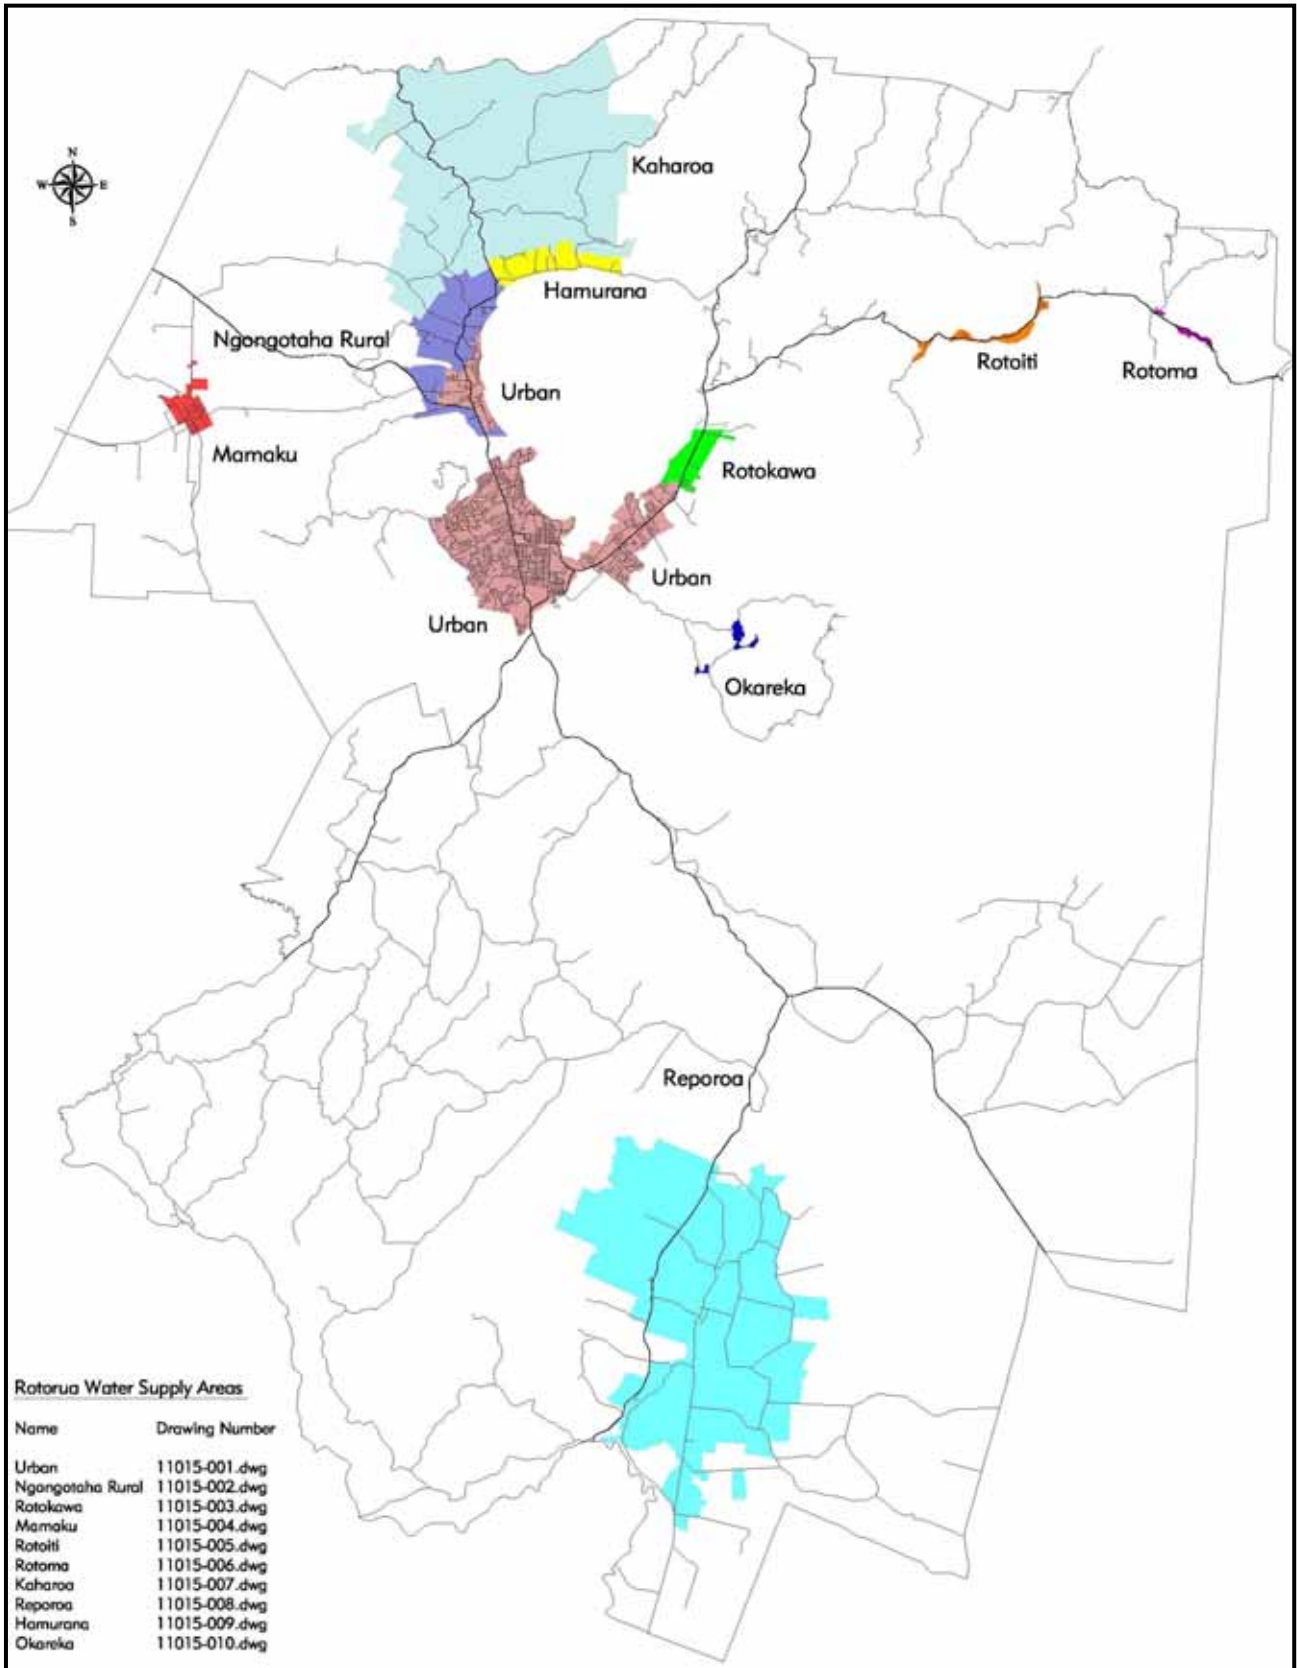 N
W E
S
Kaharoa
Hamurana
Ngongotaha Rural
Urban
Rotoiti
Rotoma
Mamaku
Rotokawa
Urban
Urban
Okareka
Reporoa
Rotorua Water Supply Areas
Name Drawing Number
Urban 11015-001.dwg
Ngongotaha Rural 11015-002.dwg
Rotokawa 11015-003.dwg
Mamaku 11015-004.dwg
Rotoiti 11015-005.dwg
Rotoma 11015-006.dwg
Kaharoa 11015-007.dwg
Reporoa 11015-008.dwg
Hamurana 11015-009.dwg
Okareka 11015-010.dwg